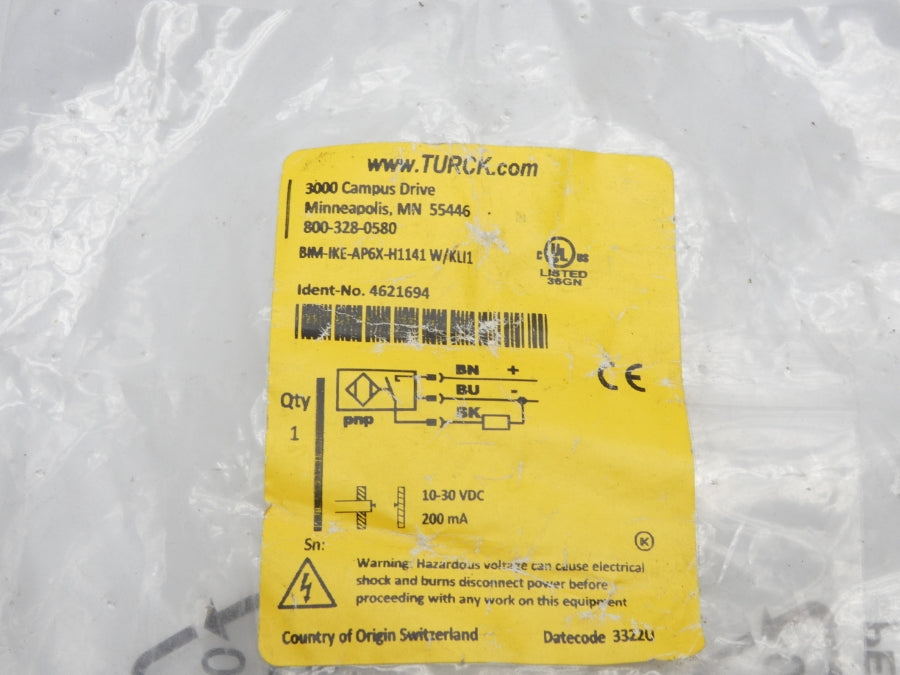 www.TURCK.com
3000 Campus Drive
Minneapolis, MN 55446
800-328-0580
BIM-IKE-AP6X-H1141 W/KLI1
C UL US
LISTED
36GN
Ident-No. 4621694
CE
BN +
BU -
BK
pnp
Qty
1
10-30 VDC
200 mA
K
Sn:
Warning: Hazardous voltage can cause electrical
shock and burns disconnect power before
proceeding with any work on this equipment
Country of Origin Switzerland Datecode 3322U